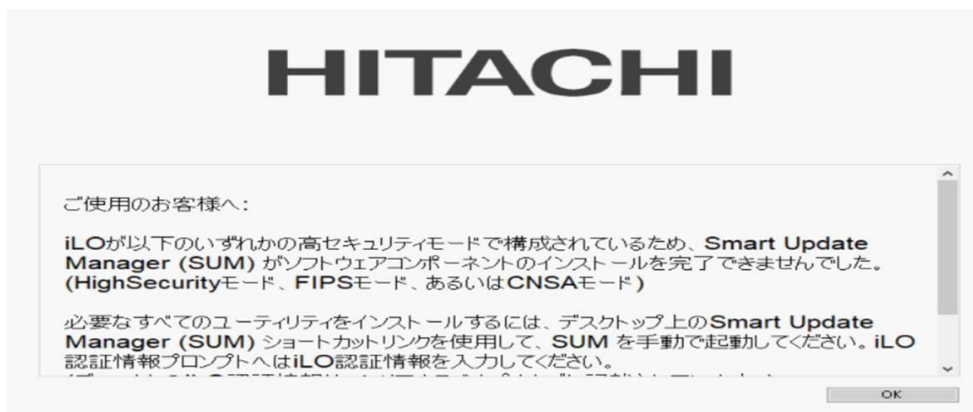 HITACHI
ご使用のお客様へ:
iLOが以下のいずれかの高セキュリティモードで構成されているため、Smart Update
Manager (SUM) がソフトウェアコンポーネントのインストールを完了できませんでした。
(HighSecurityモード、FIPSモード、あるいはCNSAモード)
必要なすべてのユーティリティをインストールするには、デスクトップ上のSmart Update
Manager (SUM) ショートカットリンクを使用して、SUM を手動で起動してください。iLO
認証情報プロンプトへはiLO認証情報を入力してください。
OK